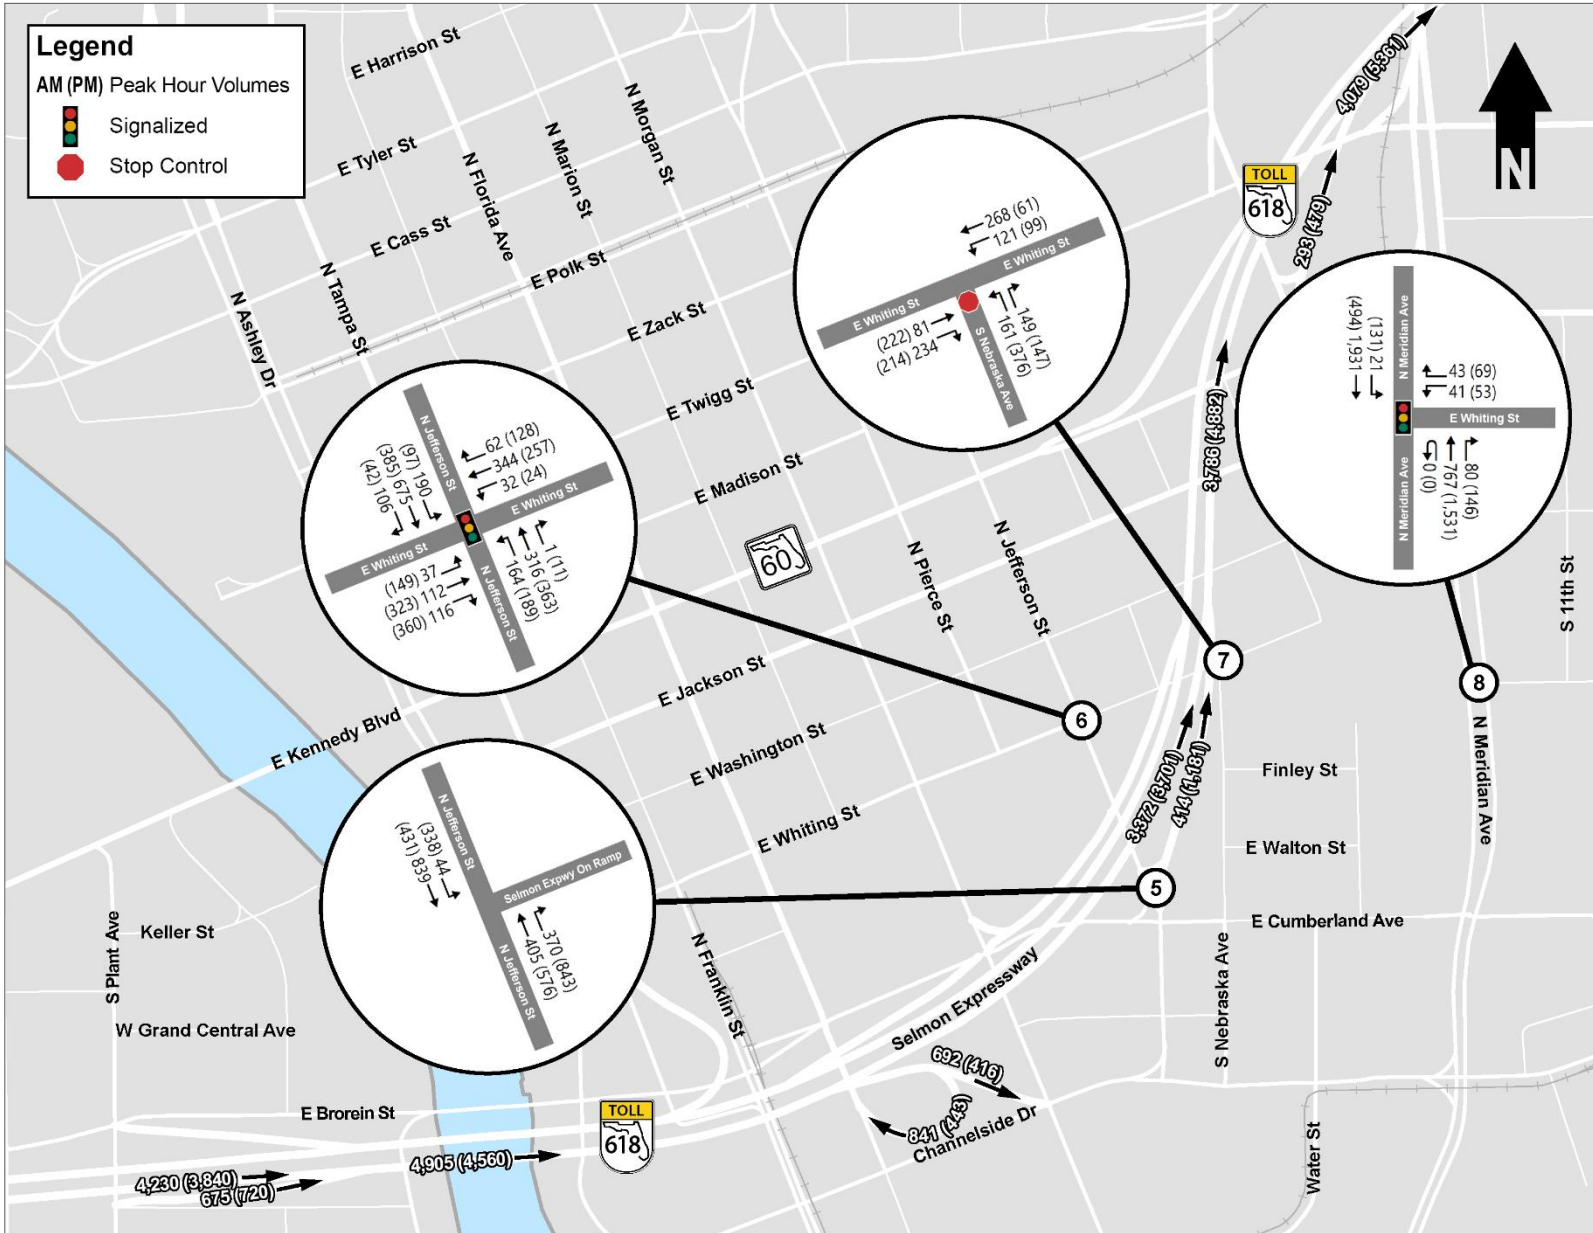 Legend
AM (PM) Peak Hour Volumes
Signalized
Stop Control
E Harrison St
N Morgan St
N Marion St
E Tyler St
N Florida Ave
E Cass St
E Polk St
N Tampa St
N Ashley Dr
E Zack St
E Twigg St
E Madison St
60
N Pierce St
N Jefferson St
E Jackson St
E Kennedy Blvd
E Washington St
E Whiting St
4,079 (5,361)
N
TOLL
618
293 (479)
3,786 (4,882)
268 (61)
121 (99)
E Whiting St
E Whiting St
(222) 81
(214) 234
S Nebraska Ave
149 (147)
161 (376)
(131) 21
(494) 1,931
N Meridian Ave
43 (69)
41 (53)
E Whiting St
N Meridian Ave
0 (0)
767 (1,531)
80 (146)
N Jefferson St
62 (128)
344 (257)
32 (24)
(97) 190
(385) 675
(42) 106
E Whiting St
E Whiting St
(149) 37
(323) 112
(360) 116
N Jefferson St
1 (11)
316 (363)
164 (189)
S 11th St
7
8
6
5
N Meridian Ave
3,372 (3,701)
414 (1,181)
Finley St
E Walton St
E Cumberland Ave
N Jefferson St
(338) 44
(431) 839
Selmon Expwy On Ramp
370 (843)
405 (576)
N Jefferson St
S Plant Ave
Keller St
W Grand Central Ave
N Franklin St
Selmon Expressway
S Nebraska Ave
692 (416)
841 (443)
Channelside Dr
Water St
E Brorein St
TOLL
618
4,905 (4,560)
4,230 (3,840)
675 (720)